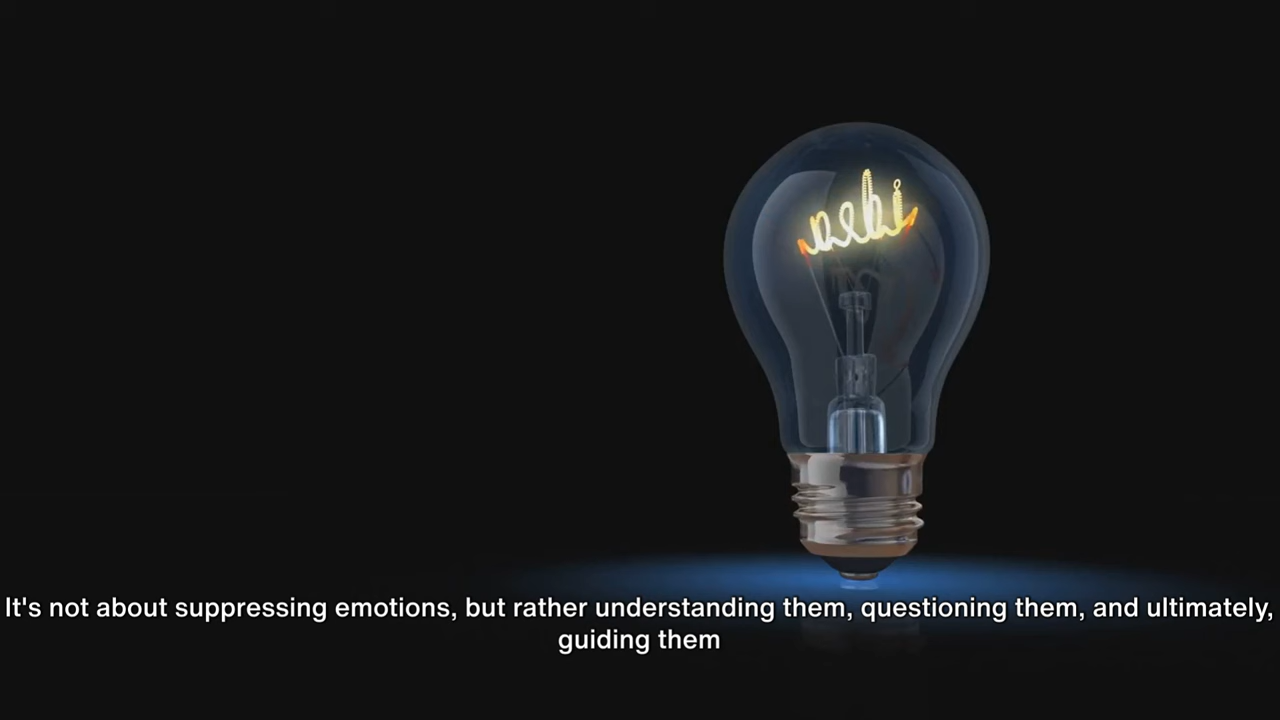 It's not about suppressing emotions, but rather understanding them, questioning them, and ultimately,
guiding them